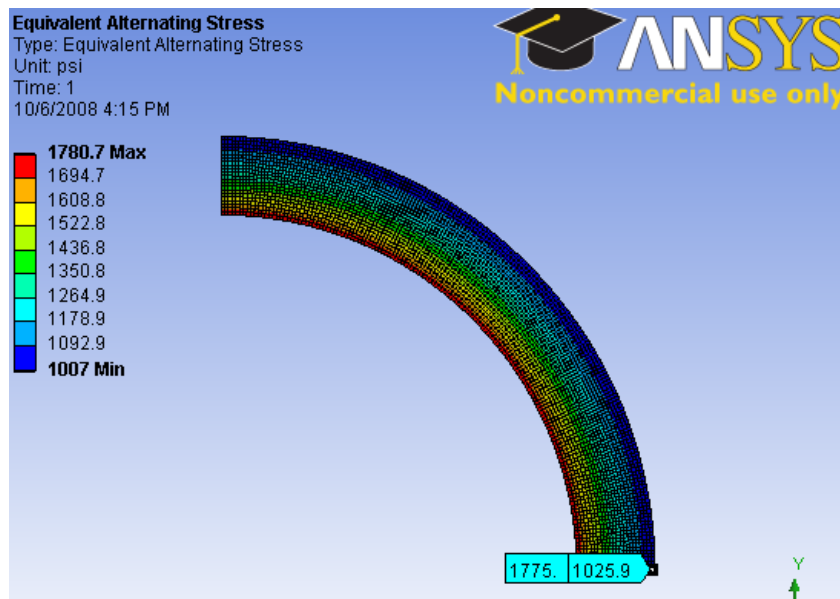 Equivalent Alternating Stress
Type: Equivalent Alternating Stress
Unit: psi
Time: 1
10/6/2008 4:15 PM
ANSYS
Noncommercial use only
1780.7 Max
1694.7
1608.8
1522.8
1436.8
1350.8
1264.9
1178.9
1092.9
1007 Min
1775. 1025.9
Y